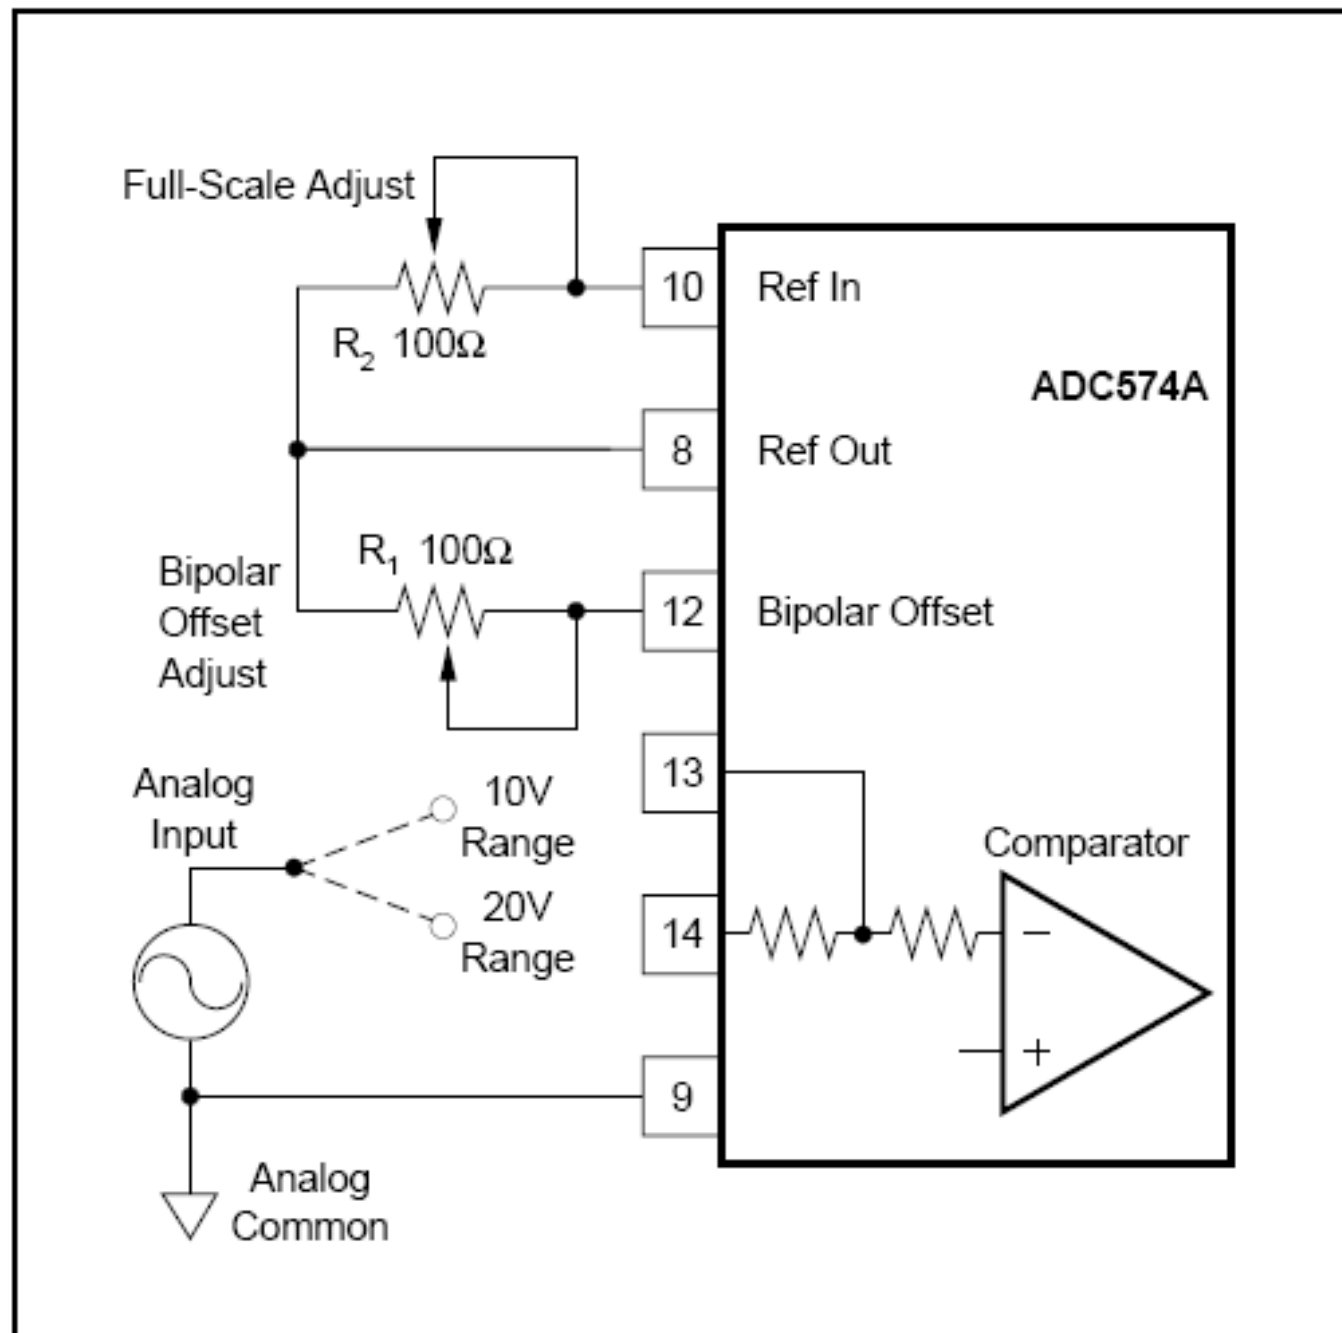 Full-Scale Adjust
R2 100Ω
10
Ref In
ADC574A
8
Ref Out
R1 100Ω
Bipolar
Offset
Adjust
12
Bipolar Offset
13
Analog
Input
10V
Range
20V
Range
14
Comparator
−
+
9
Analog
Common